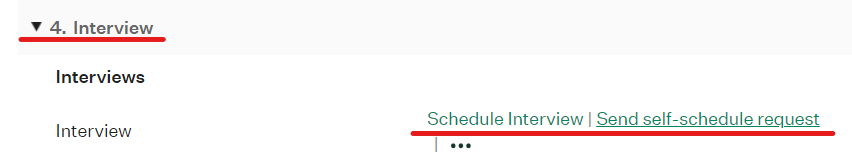 ▼ 4. Interview
Interviews
Schedule Interview | Send self-schedule request
Interview
| •••